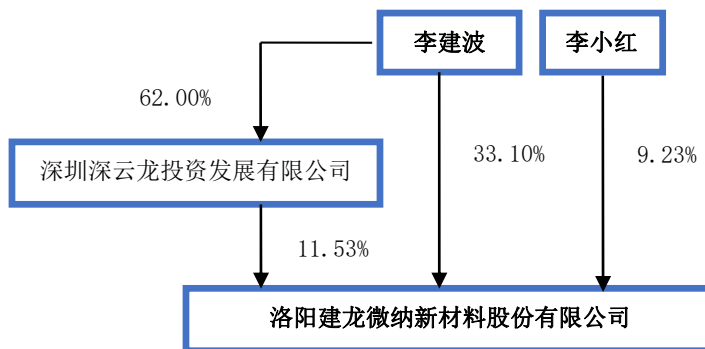 李建波
李小红
62.00%
深圳深云龙投资发展有限公司
33.10%
9.23%
11.53%
洛阳建龙微纳新材料股份有限公司